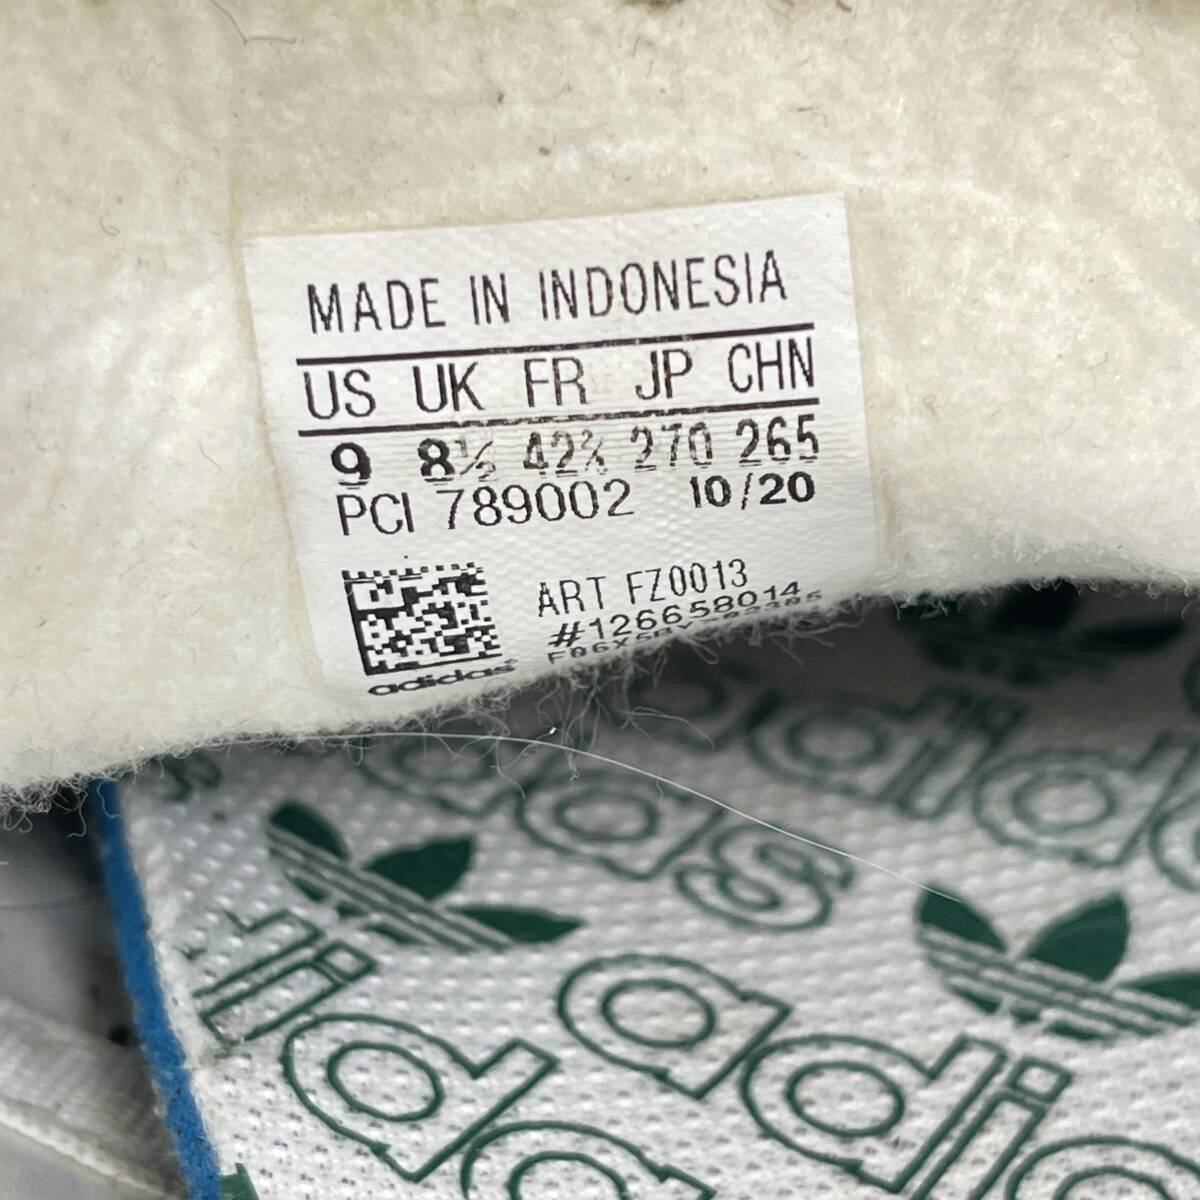 MADE IN INDONESIA
US UK FR JP CHN
9 8½ 42⅔ 270 265
PCI 789002 10/20
ART FZ0013
#126658014
adidas
adidas
adidas
adidas